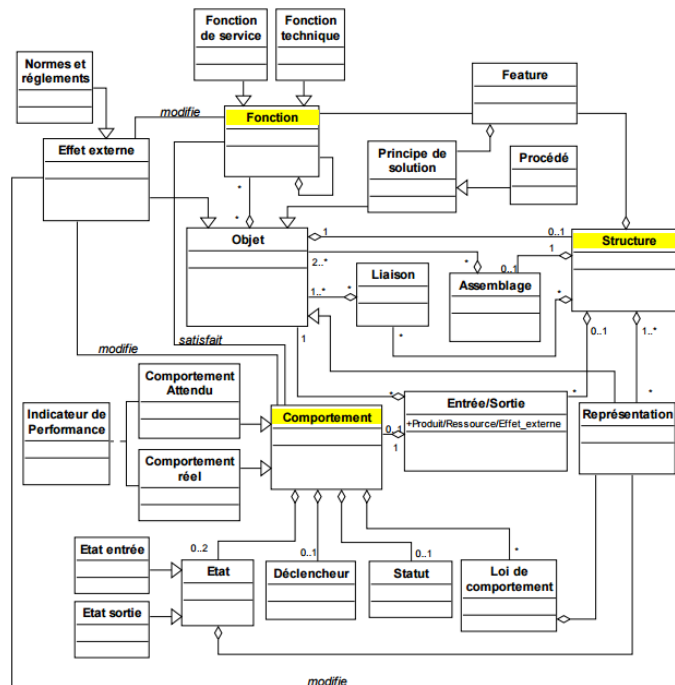 Fonction
de service
Fonction
technique
Normes et
réglements
Feature
modifie
Fonction
Effet externe
Principe de
solution
Procédé
*
*
Objet
1
0..1
Structure
2..*
*
0..1
1
Liaison
Assemblage
1..*
*
*
*
satisfait
1
0..1
1..*
modifie
Comportement
Attendu
*
Entrée/Sortie
*
*
Indicateur de
Performance
Comportement
0..1
1
+Produit/Ressource/Effet_externe
Représentation
Comportement
réel
0..2
0..1
0..1
*
Etat entrée
Etat
Déclencheur
Statut
Loi de
comportement
Etat sortie
modifie